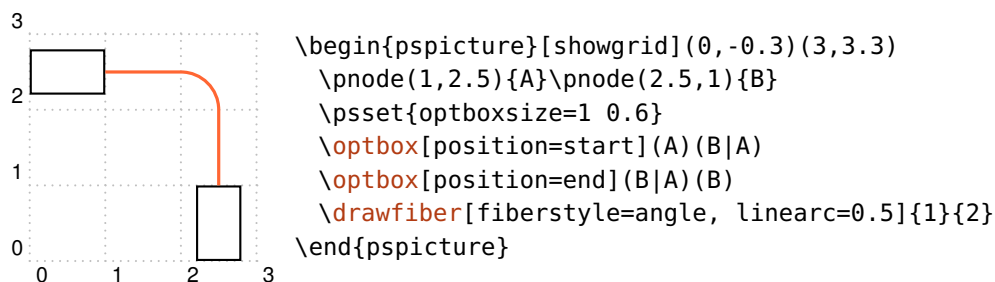 3
2
1
0
0 1 2 3
\begin{pspicture}[showgrid](0,-0.3)(3,3.3)
  \pnode(1,2.5){A}\pnode(2.5,1){B}
  \psset{optboxsize=1 0.6}
  \optbox[position=start](A)(B|A)
  \optbox[position=end](B|A)(B)
  \drawfiber[fiberstyle=angle, linearc=0.5]{1}{2}
\end{pspicture}